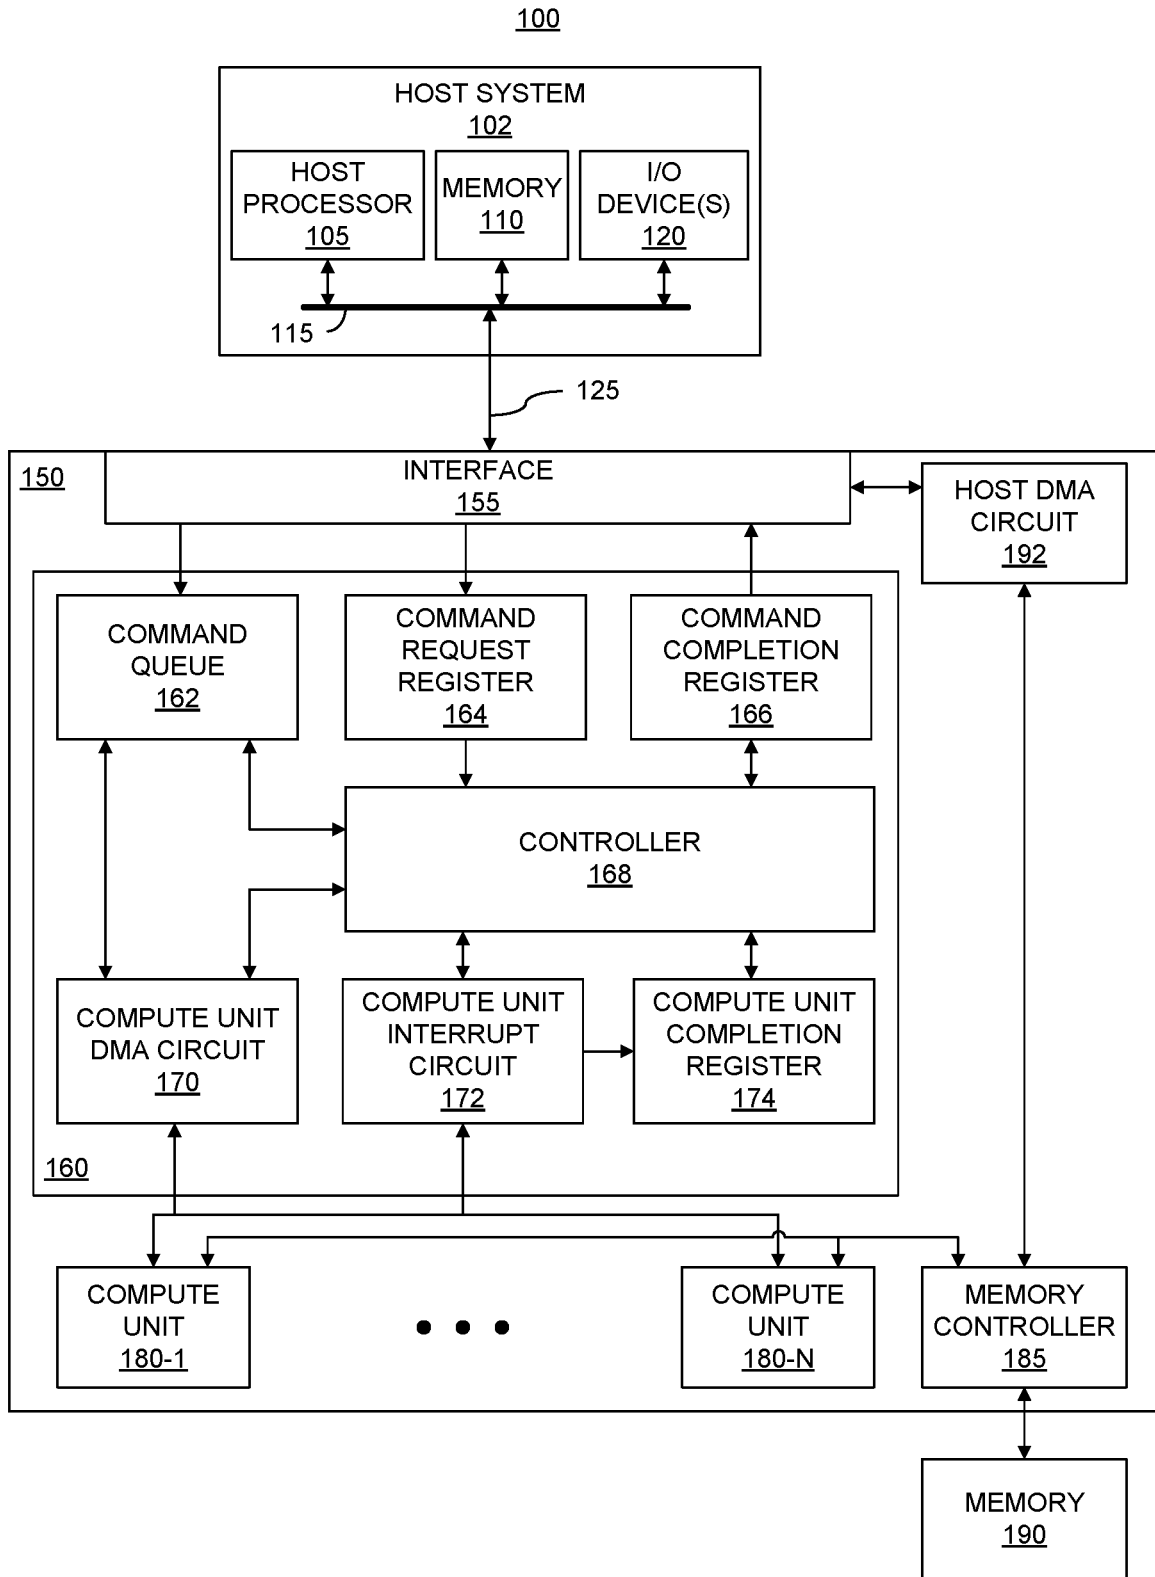 100
HOST SYSTEM
102
HOST
PROCESSOR
105
MEMORY
110
I/O
DEVICE(S)
120
115
125
150
INTERFACE
155
HOST DMA
CIRCUIT
192
COMMAND
QUEUE
162
COMMAND
REQUEST
REGISTER
164
COMMAND
COMPLETION
REGISTER
166
CONTROLLER
168
COMPUTE UNIT
DMA CIRCUIT
170
COMPUTE UNIT
INTERRUPT
CIRCUIT
172
COMPUTE UNIT
COMPLETION
REGISTER
174
160
COMPUTE
UNIT
180-1
COMPUTE
UNIT
180-N
MEMORY
CONTROLLER
185
MEMORY
190